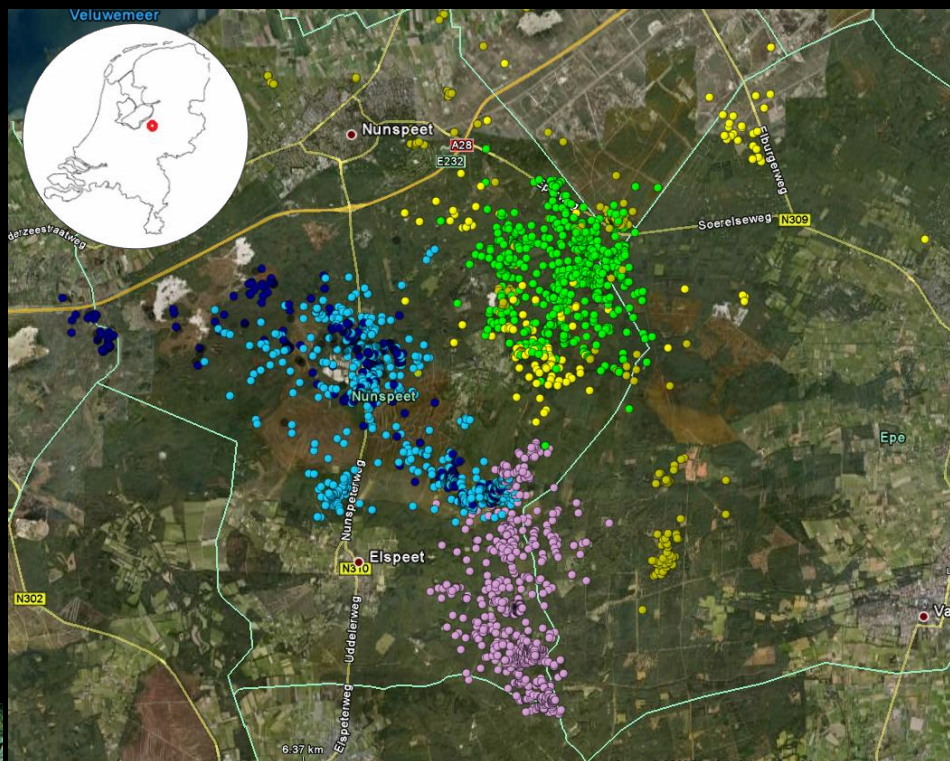 Veluwemeer
Nunspeet
A28
E232
Elburgerweg
Soerelseweg
N309
derzeestraatweg
Nunspeet
Epe
Nunspeterweg
Elspeet
N310
N302
Uddelerweg
Va
Elspeterweg
6.37 km